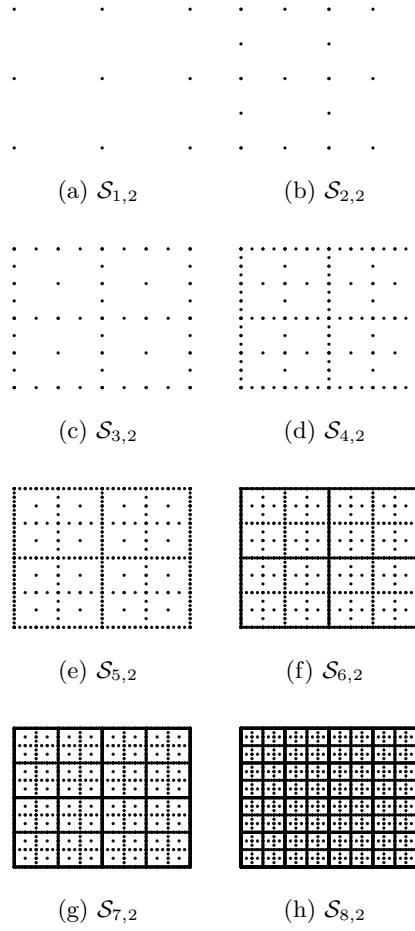 (a) 𝒮₁,₂
(b) 𝒮₂,₂
(c) 𝒮₃,₂
(d) 𝒮₄,₂
(e) 𝒮₅,₂
(f) 𝒮₆,₂
(g) 𝒮₇,₂
(h) 𝒮₈,₂